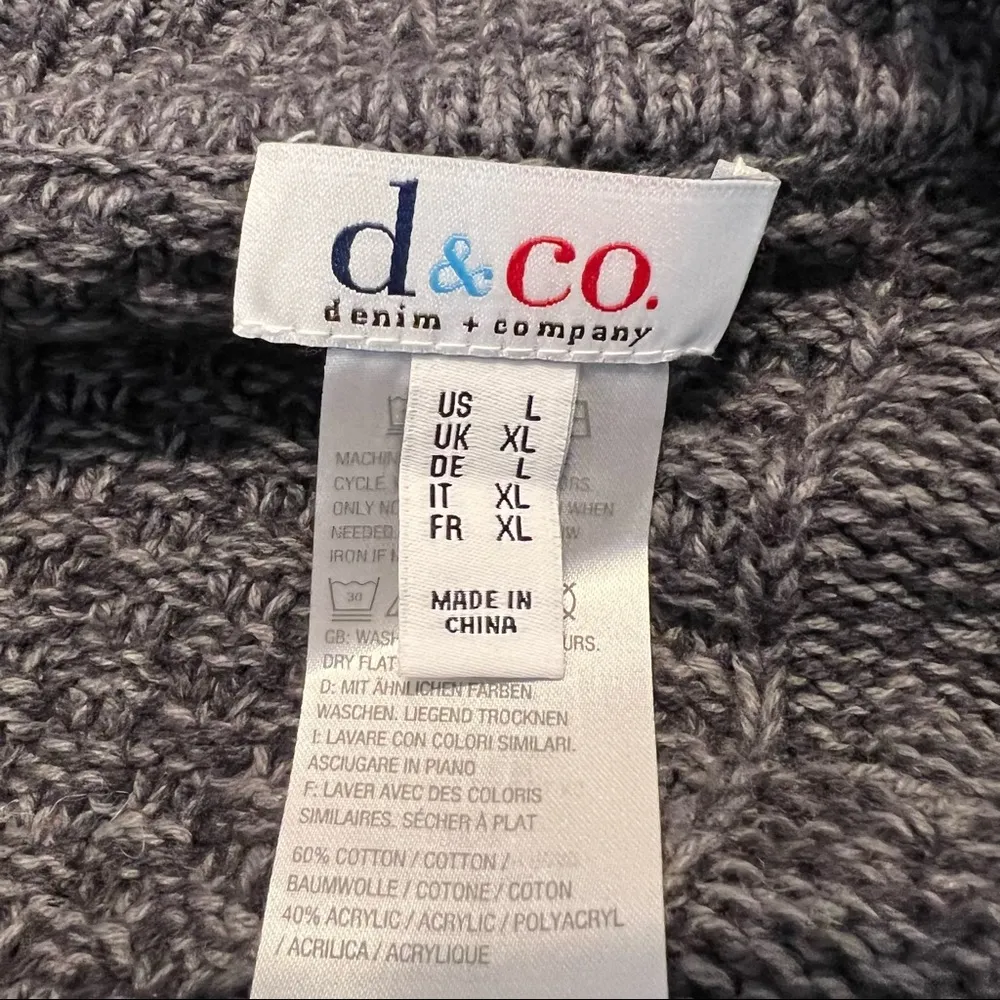 d&co.
denim + company
US L
UK XL
DE L
IT XL
FR XL
MADE IN
CHINA
CYCLE.
ONLY WHEN
NEEDED.
IRON IF
30
GB: URS.
DRY FLAT
D: MIT ÄHNLICHEN FARBEN
WASCHEN. LIEGEND TROCKNEN
I: LAVARE CON COLORI SIMILARI.
ASCIUGARE IN PIANO
F: LAVER AVEC DES COLORIS
SIMILAIRES. SÉCHER À PLAT
60% COTTON / COTTON /
BAUMWOLLE / COTONE / COTON
40% ACRYLIC / ACRYLIC / POLYACRYL
/ ACRILICA / ACRYLIQUE